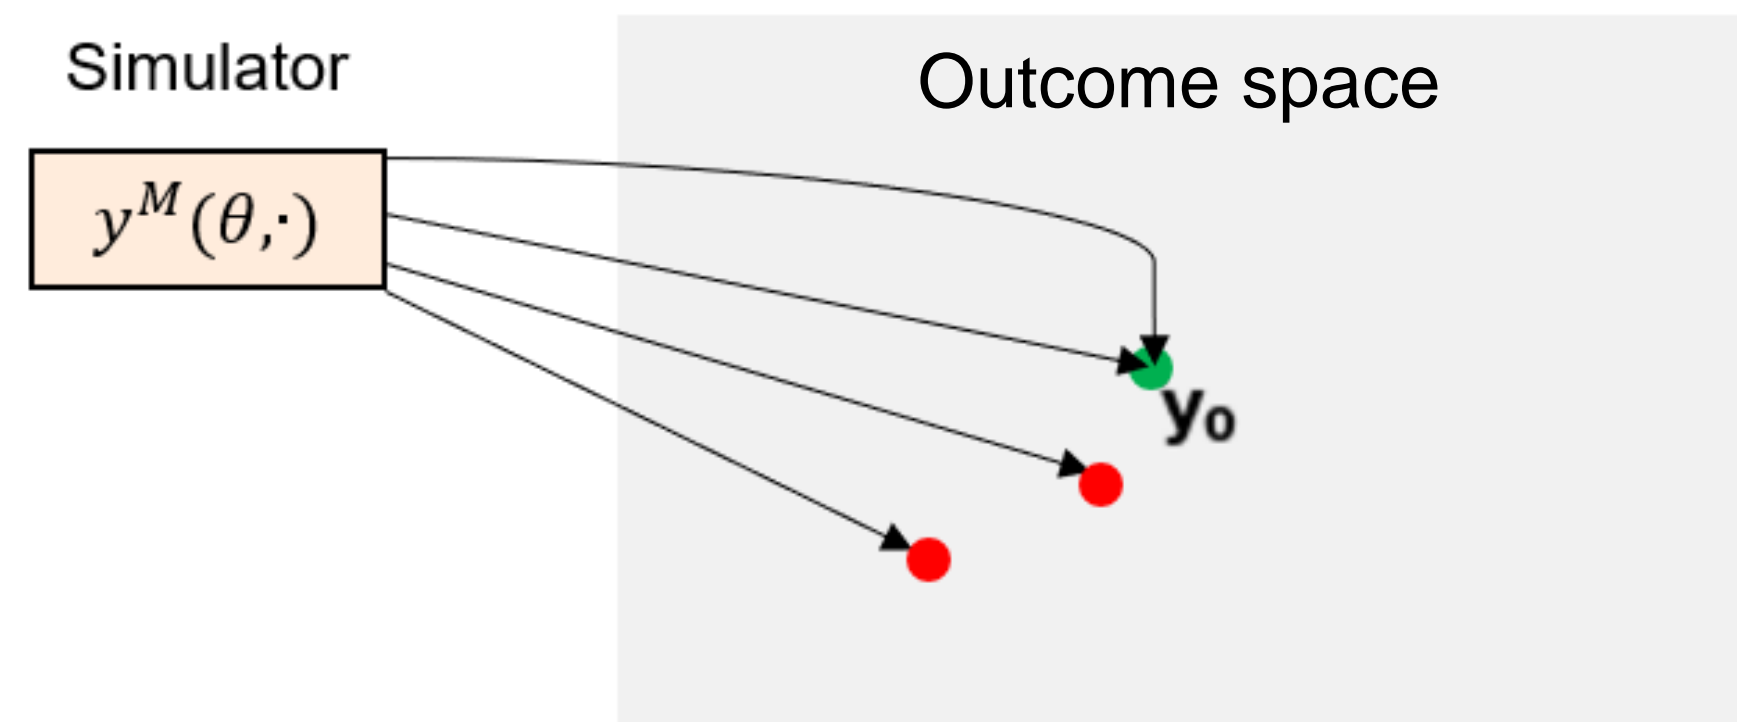 Simulator
Outcome space
y^M(θ,·)
y₀